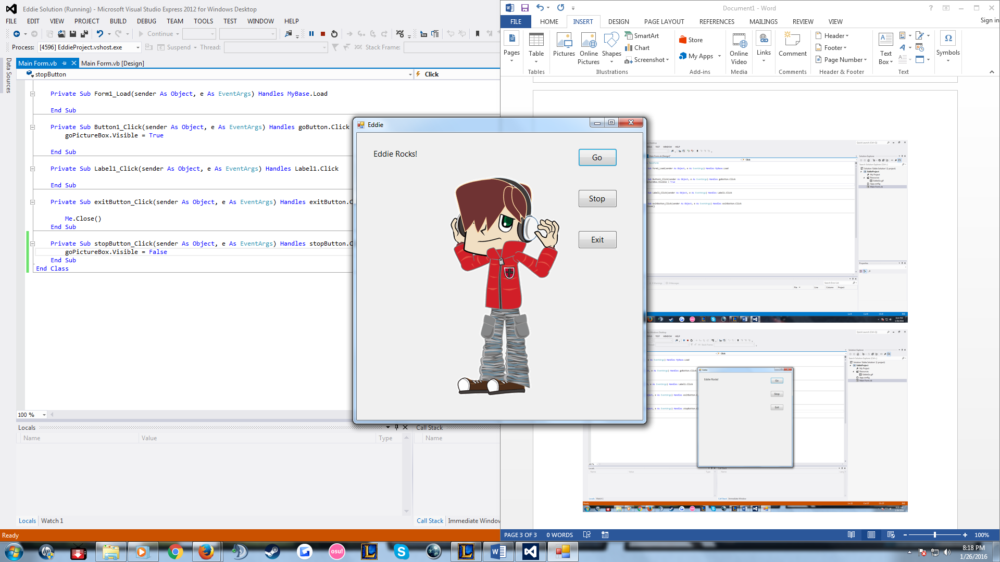 Eddie Solution (Running) - Microsoft Visual Studio Express 2012 for Windows Desktop
FILE EDIT VIEW PROJECT BUILD DEBUG TEAM TOOLS TEST WINDOW HELP
Continue
Process: [4596] EddieProject.vshost.exe Suspend Thread: Stack Frame:
Main Form.vb Main Form.vb [Design]
Data Sources
stopButton Click
Private Sub Form1_Load(sender As Object, e As EventArgs) Handles MyBase.Load
End Sub
Private Sub Button1_Click(sender As Object, e As EventArgs) Handles goButton.Click
goPictureBox.Visible = True
End Sub
Private Sub Label1_Click(sender As Object, e As EventArgs) Handles Label1.Click
End Sub
Private Sub exitButton_Click(sender As Object, e As EventArgs) Handles exitButton.C
Me.Close()
End Sub
Private Sub stopButton_Click(sender As Object, e As EventArgs) Handles stopButton.C
goPictureBox.Visible = False
End Sub
End Class
100 %
Locals
Name Value Type
Locals Watch 1
Call Stack
Name
Call Stack Immediate Window
Ready
Eddie
Eddie Rocks!
Go
Stop
Exit
Document1 - Word
FILE HOME INSERT DESIGN PAGE LAYOUT REFERENCES MAILINGS REVIEW VIEW Sign in
Pages
Table
Tables
Pictures
Online Pictures
Shapes
SmartArt
Chart
Screenshot
Illustrations
Store
My Apps
Add-ins
Online Video
Media
Links
Comment
Comments
Header
Footer
Page Number
Header & Footer
Text Box
Text
Symbols
Eddie
Eddie Rocks!
Go
Stop
Exit
PAGE 3 OF 3 0 WORDS 100%
hp
osu!
L
S
L
W
8:18 PM
1/26/2016